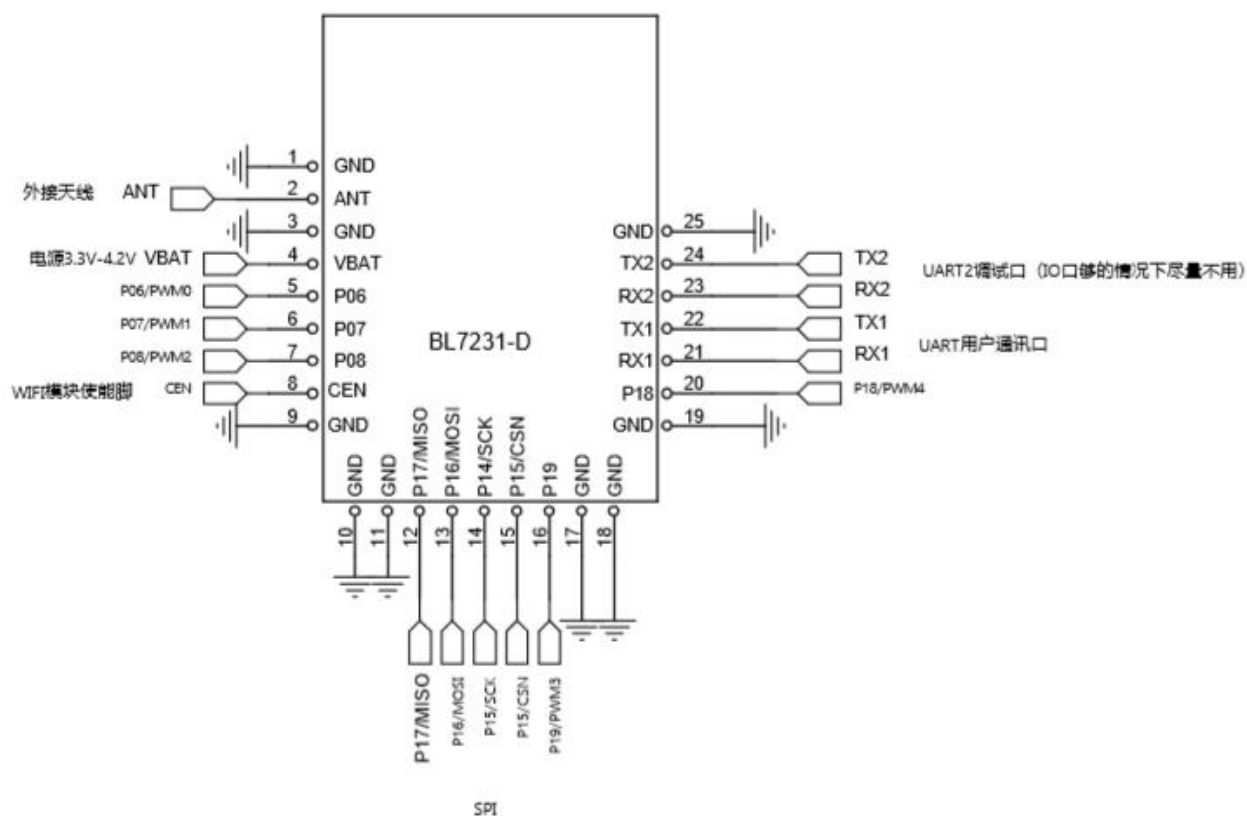 1 GND
外接天线 ANT 2 ANT
3 GND
电源3.3V-4.2V VBAT 4 VBAT
P06/PWM0 5 P06
P07/PWM1 6 P07
P08/PWM2 7 P08
WIFI模块使能脚 CEN 8 CEN
9 GND
BL7231-D
GND 25
TX2 24 TX2
RX2 23 RX2
UART2调试口（IO口够的情况下尽量不用）
TX1 22 TX1
RX1 21 RX1
UART用户通讯口
P18 20 P18/PWM4
GND 19
GND 10
GND 11
P17/MISO 12 P17/MISO
P16/MOSI 13 P16/MOSI
P14/SCK 14 P15/SCK
P15/CSN 15 P15/CSN
P19 16 P19/PWM3
GND 17
GND 18
SPI